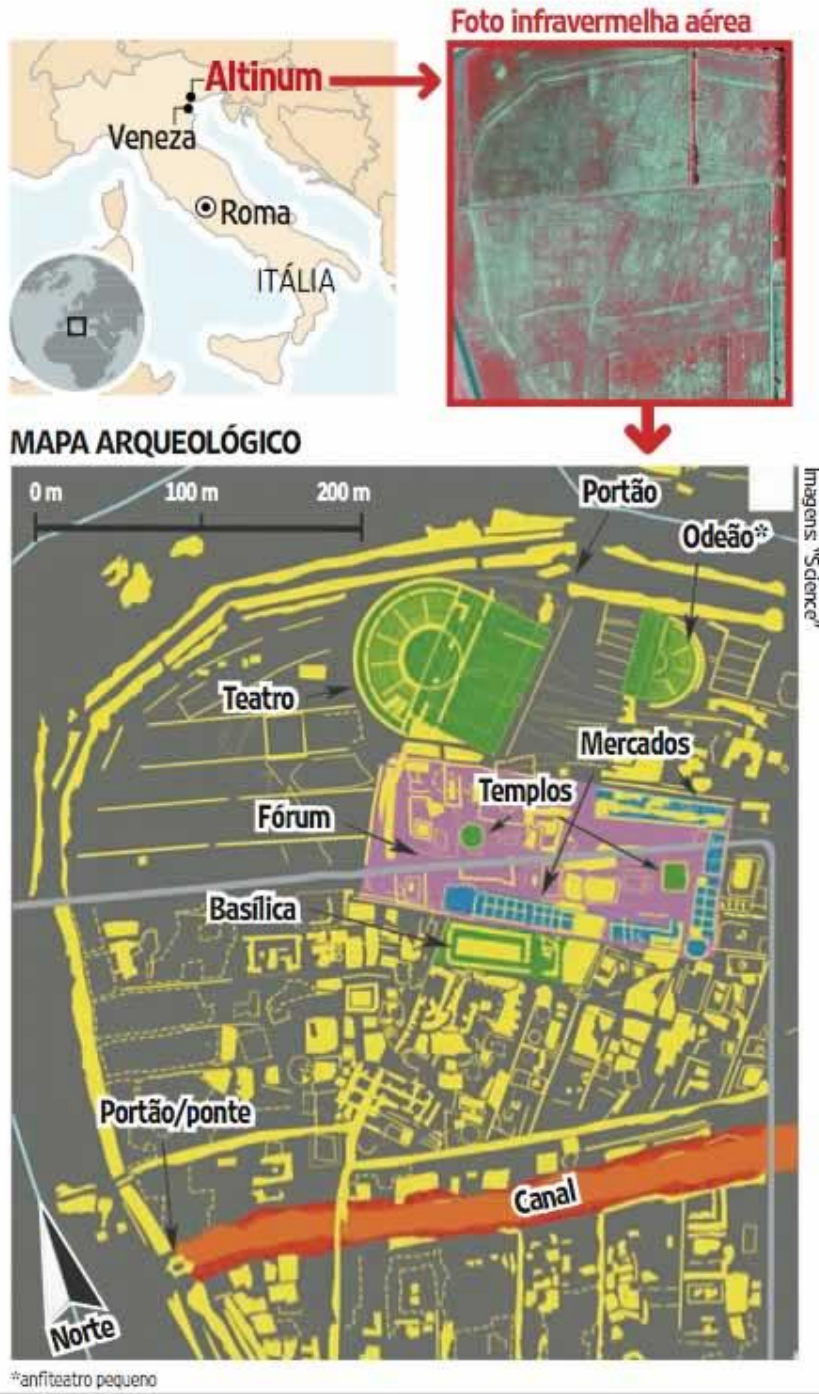 Foto infravermelha aérea
Altinum
Veneza
Roma
ITÁLIA
MAPA ARQUEOLÓGICO
0 m 100 m 200 m
Portão
Odeão*
Imagens: "Science"
Teatro
Mercados
Templos
Fórum
Basílica
Portão/ponte
Canal
Norte
*anfiteatro pequeno